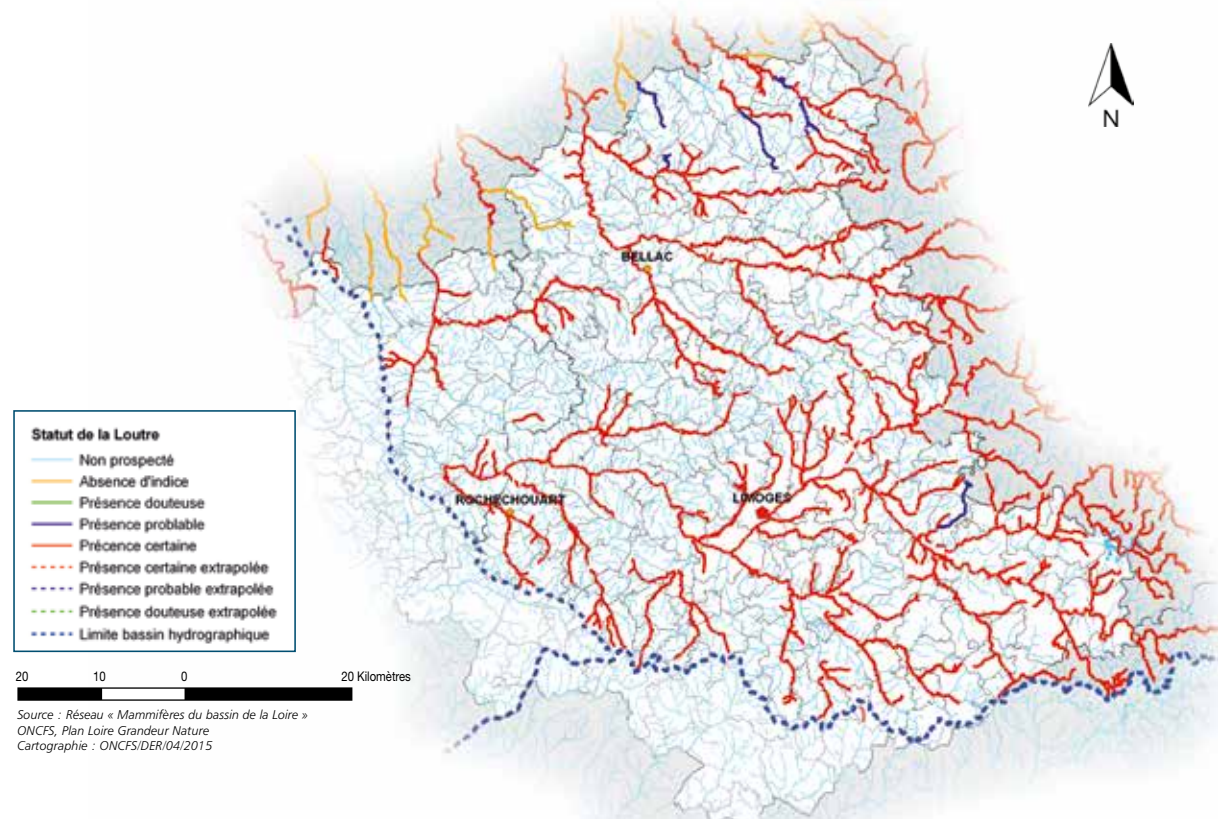 N
BELLAC
ROCHECHOUART
LIMOGES
Statut de la Loutre
Non prospecté
Absence d'indice
Présence douteuse
Présence problable
Précence certaine
Présence certaine extrapolée
Présence probable extrapolée
Présence douteuse extrapolée
Limite bassin hydrographique
20 10 0 20 Kilomètres
Source : Réseau « Mammifères du bassin de la Loire »
ONCFS, Plan Loire Grandeur Nature
Cartographie : ONCFS/DER/04/2015